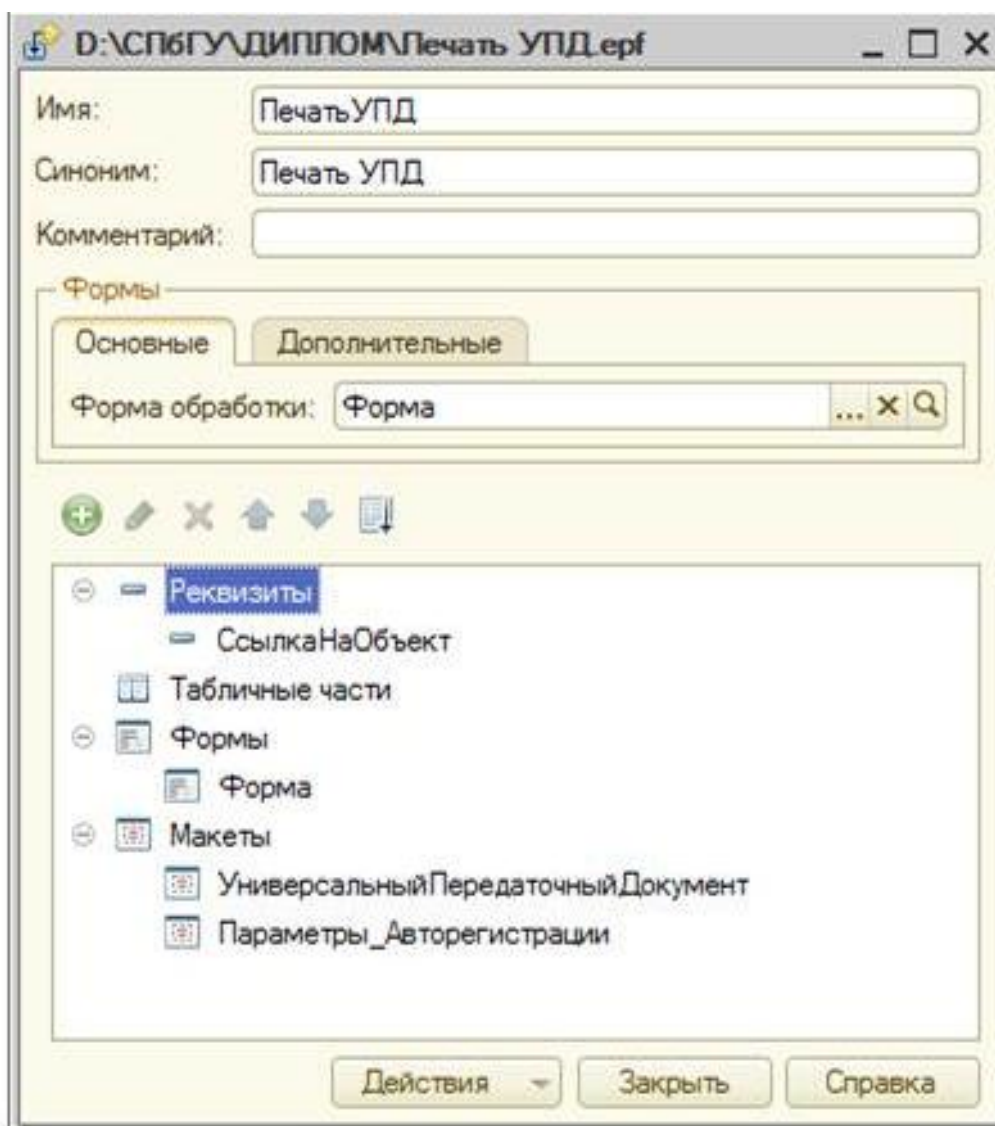 D:\СПбГУ\ДИПЛОМ\Печать УПД.epf
Имя: ПечатьУПД
Синоним: Печать УПД
Комментарий:
Формы
Основные Дополнительные
Форма обработки: Форма ...
Реквизиты
СсылкаНаОбъект
Табличные части
Формы
Форма
Макеты
УниверсальныйПередаточныйДокумент
Параметры_Авторегистрации
Действия Закрыть Справка